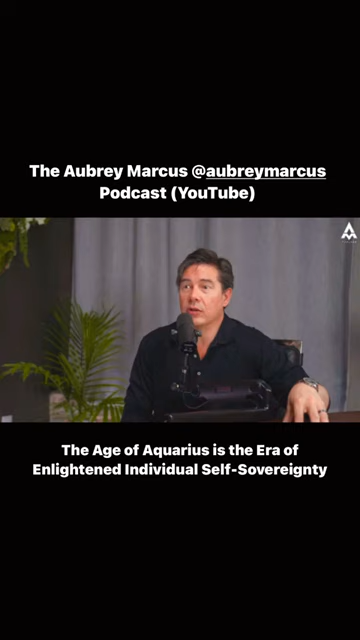 The Aubrey Marcus @aubreymarcus
Podcast (YouTube)
The Age of Aquarius is the Era of
Enlightened Individual Self-Sovereignty